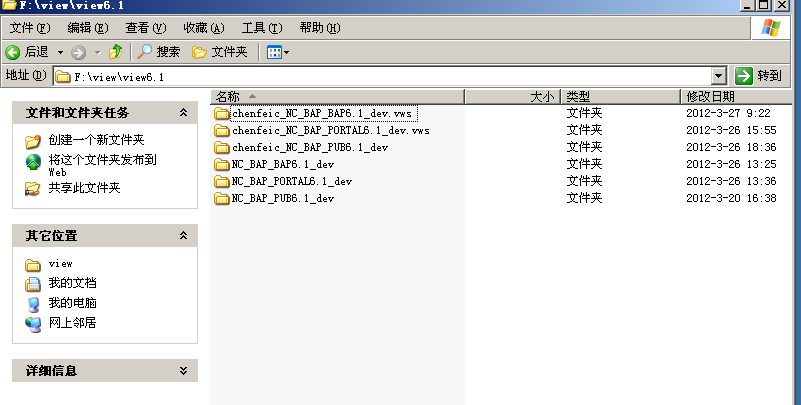 F:\view\view6.1
文件(F) 编辑(E) 查看(V) 收藏(A) 工具(T) 帮助(H)
后退 搜索 文件夹
地址(D) F:\view\view6.1 转到
文件和文件夹任务
创建一个新文件夹
将这个文件夹发布到
Web
共享此文件夹
其它位置
view
我的文档
我的电脑
网上邻居
详细信息
名称 大小 类型 修改日期
chenfeic_NC_BAP_BAP6.1_dev.vws 文件夹 2012-3-27 9:22
chenfeic_NC_BAP_PORTAL6.1_dev.vws 文件夹 2012-3-26 15:55
chenfeic_NC_BAP_PUB6.1_dev 文件夹 2012-3-26 18:36
NC_BAP_BAP6.1_dev 文件夹 2012-3-26 13:25
NC_BAP_PORTAL6.1_dev 文件夹 2012-3-26 13:36
NC_BAP_PUB6.1_dev 文件夹 2012-3-20 16:38